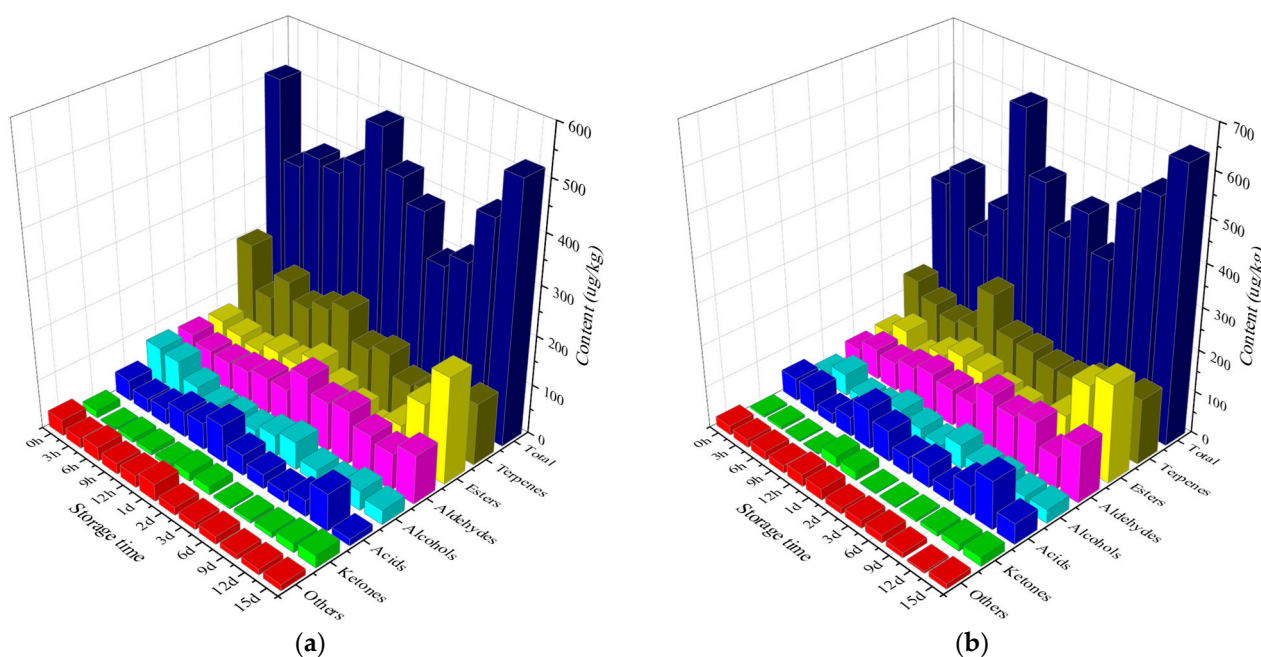 600
500
400
300
200
100
0
Content (ug/kg)
Total
Terpenes
Esters
Aldehydes
Alcohols
Acids
Ketones
Others
0h
3h
6h
9h
12h
1d
2d
3d
6d
9d
12d
15d
Storage time
(a)
700
600
500
400
300
200
100
0
Content (ug/kg)
Total
Terpenes
Esters
Aldehydes
Alcohols
Acids
Ketones
Others
0h
3h
6h
9h
12h
1d
2d
3d
6d
9d
12d
15d
Storage time
(b)